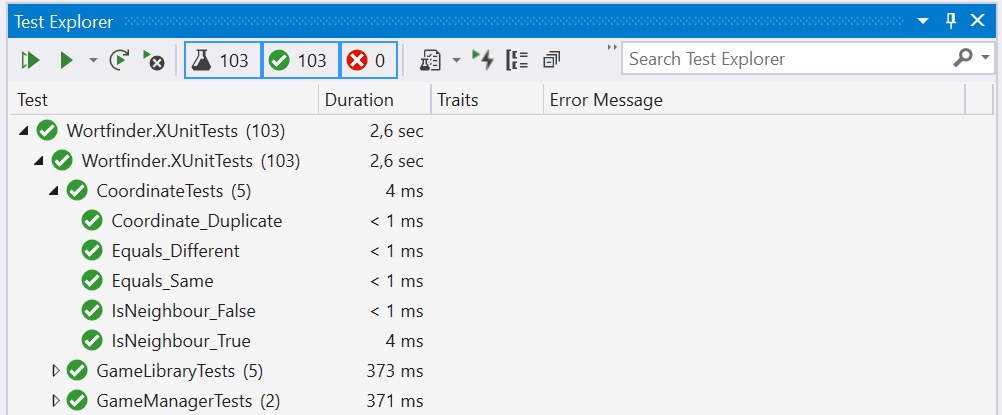 Test Explorer
103 103 0 Search Test Explorer
Test Duration Traits Error Message
Wortfinder.XUnitTests (103) 2,6 sec
Wortfinder.XUnitTests (103) 2,6 sec
CoordinateTests (5) 4 ms
Coordinate_Duplicate < 1 ms
Equals_Different < 1 ms
Equals_Same < 1 ms
IsNeighbour_False < 1 ms
IsNeighbour_True 4 ms
GameLibraryTests (5) 373 ms
GameManagerTests (2) 371 ms